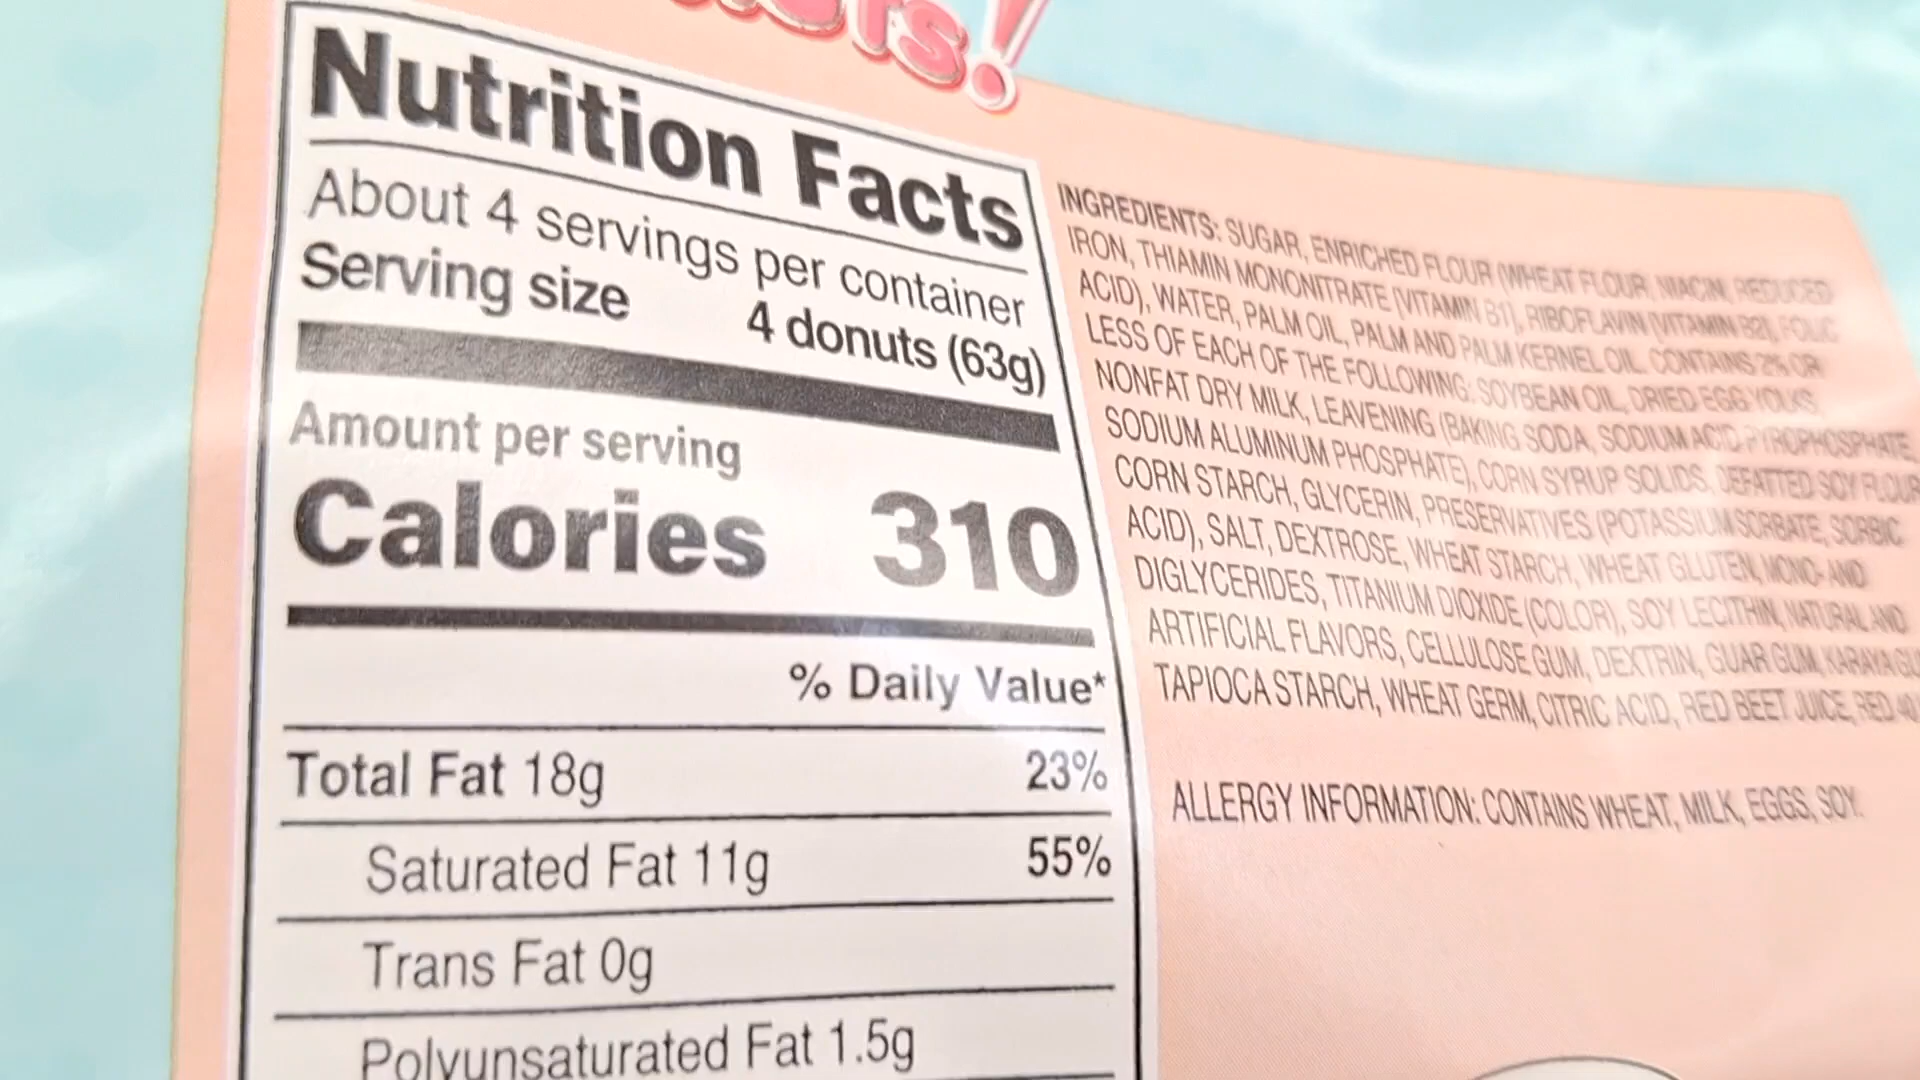 Nutrition Facts
About 4 servings per container
Serving size 4 donuts (63g)
Amount per serving
Calories 310
% Daily Value*
Total Fat 18g 23%
Saturated Fat 11g 55%
Trans Fat 0g
Polyunsaturated Fat 1.5g
INGREDIENTS: SUGAR, ENRICHED FLOUR (WHEAT FLOUR, NIACIN, REDUCED
IRON, THIAMIN MONONITRATE [VITAMIN B1], RIBOFLAVIN [VITAMIN B2], FOLIC
ACID), WATER, PALM OIL, PALM AND PALM KERNEL OIL. CONTAINS 2% OR
LESS OF EACH OF THE FOLLOWING: SOYBEAN OIL, DRIED EGG YOLKS,
NONFAT DRY MILK, LEAVENING (BAKING SODA, SODIUM ACID PYROPHOSPHATE,
SODIUM ALUMINUM PHOSPHATE), CORN SYRUP SOLIDS, DEFATTED SOY FLOUR
CORN STARCH, GLYCERIN, PRESERVATIVES (POTASSIUM SORBATE, SORBIC
ACID), SALT, DEXTROSE, WHEAT STARCH, WHEAT GLUTEN, MONO- AND
DIGLYCERIDES, TITANIUM DIOXIDE (COLOR), SOY LECITHIN, NATURAL AND
ARTIFICIAL FLAVORS, CELLULOSE GUM, DEXTRIN, GUAR GUM, KARAYA
TAPIOCA STARCH, WHEAT GERM, CITRIC ACID, RED BEET JUICE, RED 40
ALLERGY INFORMATION: CONTAINS WHEAT, MILK, EGGS, SOY.